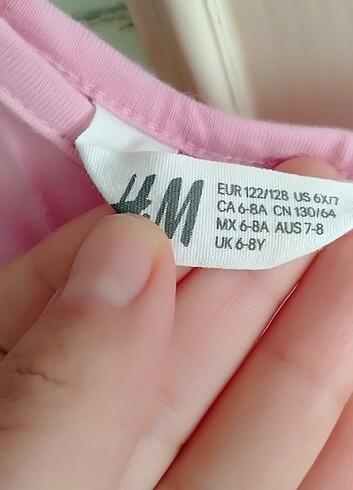 H&M
EUR 122/128 US 6X/7
CA 6-8A CN 130/64
MX 6-8A AUS 7-8
UK 6-8Y